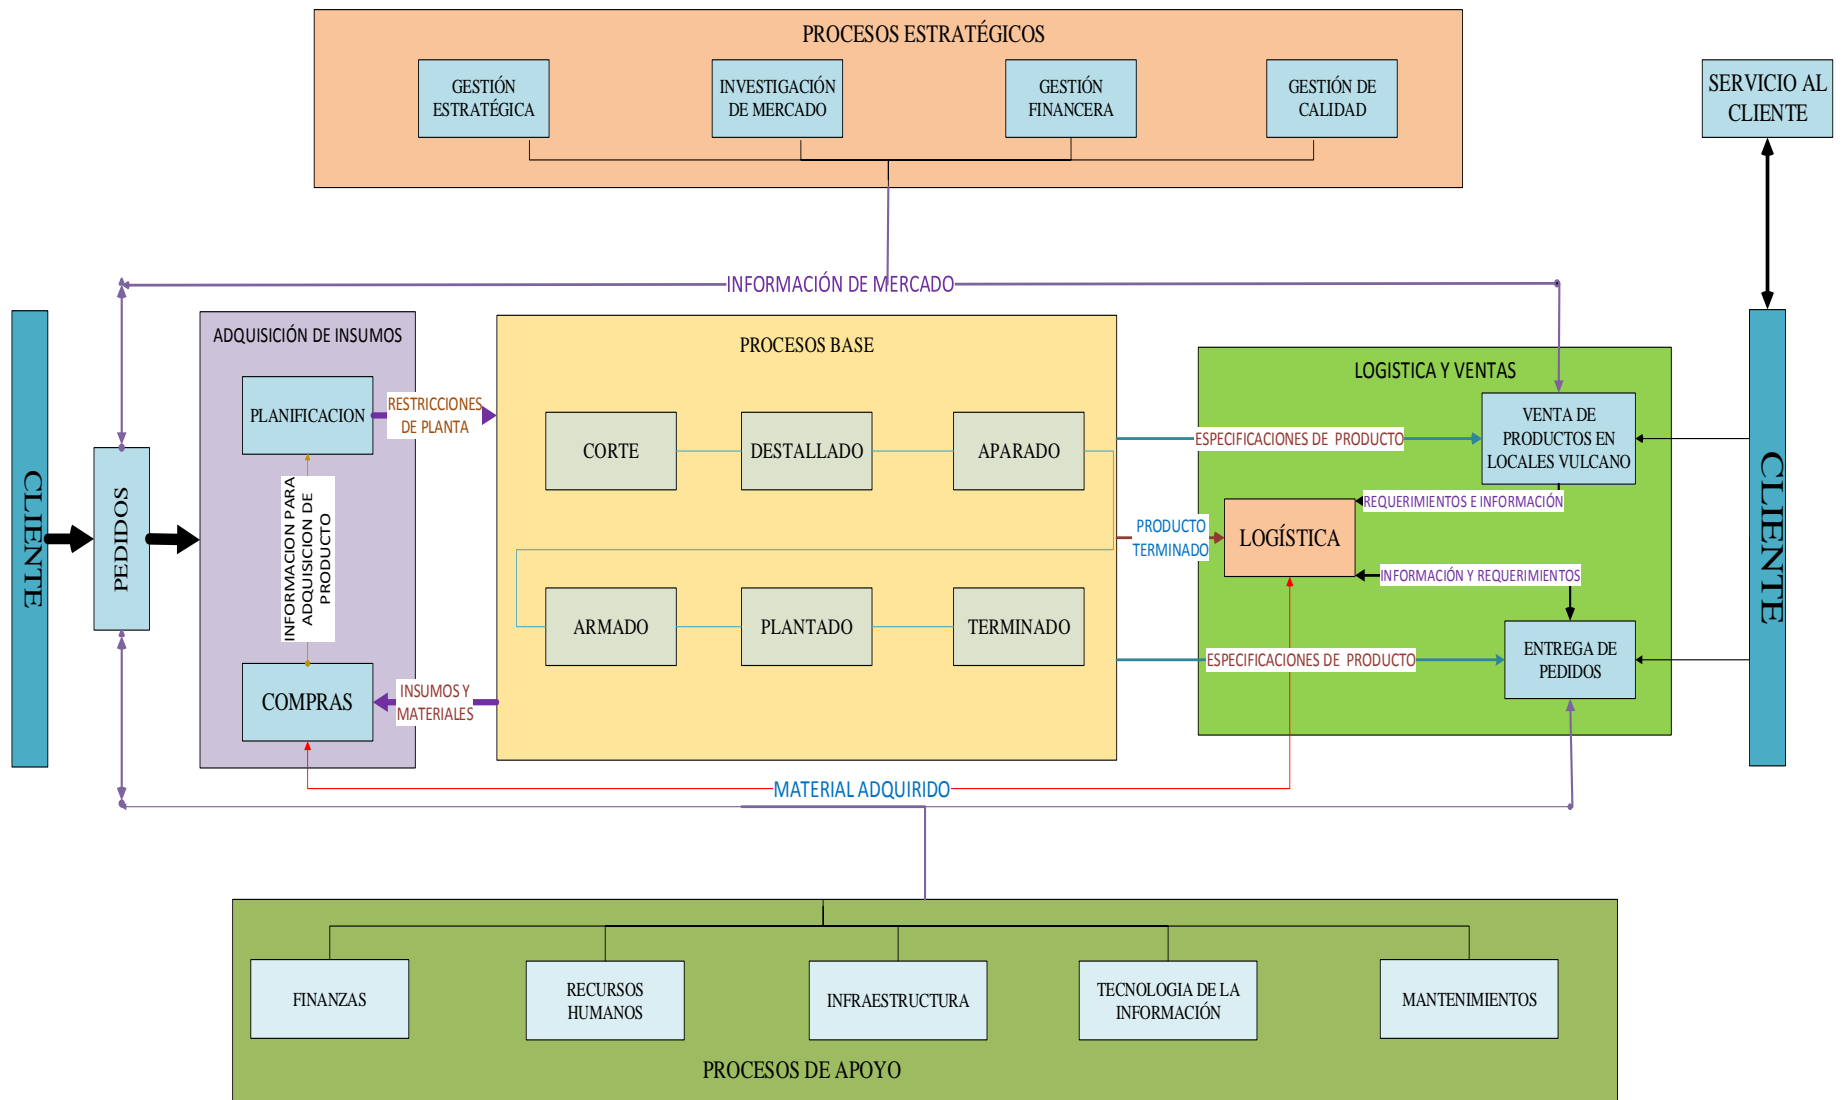 PROCESOS ESTRATÉGICOS
GESTIÓN
ESTRATÉGICA
INVESTIGACIÓN
DE MERCADO
GESTIÓN
FINANCERA
GESTIÓN DE
CALIDAD
SERVICIO AL
CLIENTE
INFORMACIÓN DE MERCADO
CLIENTE
PEDIDOS
ADQUISICIÓN DE INSUMOS
PLANIFICACION
RESTRICCIONES
DE PLANTA
INFORMACION PARA
ADQUISICION DE
PRODUCTO
COMPRAS
INSUMOS Y
MATERIALES
PROCESOS BASE
CORTE
DESTALLADO
APARADO
ARMADO
PLANTADO
TERMINADO
ESPECIFICACIONES DE PRODUCTO
PRODUCTO
TERMINADO
ESPECIFICACIONES DE PRODUCTO
LOGISTICA Y VENTAS
VENTA DE
PRODUCTOS EN
LOCALES VULCANO
REQUERIMIENTOS E INFORMACIÓN
LOGÍSTICA
INFORMACIÓN Y REQUERIMIENTOS
ENTREGA DE
PEDIDOS
CLIENTE
MATERIAL ADQUIRIDO
FINANZAS
RECURSOS
HUMANOS
INFRAESTRUCTURA
TECNOLOGIA DE LA
INFORMACIÓN
MANTENIMIENTOS
PROCESOS DE APOYO